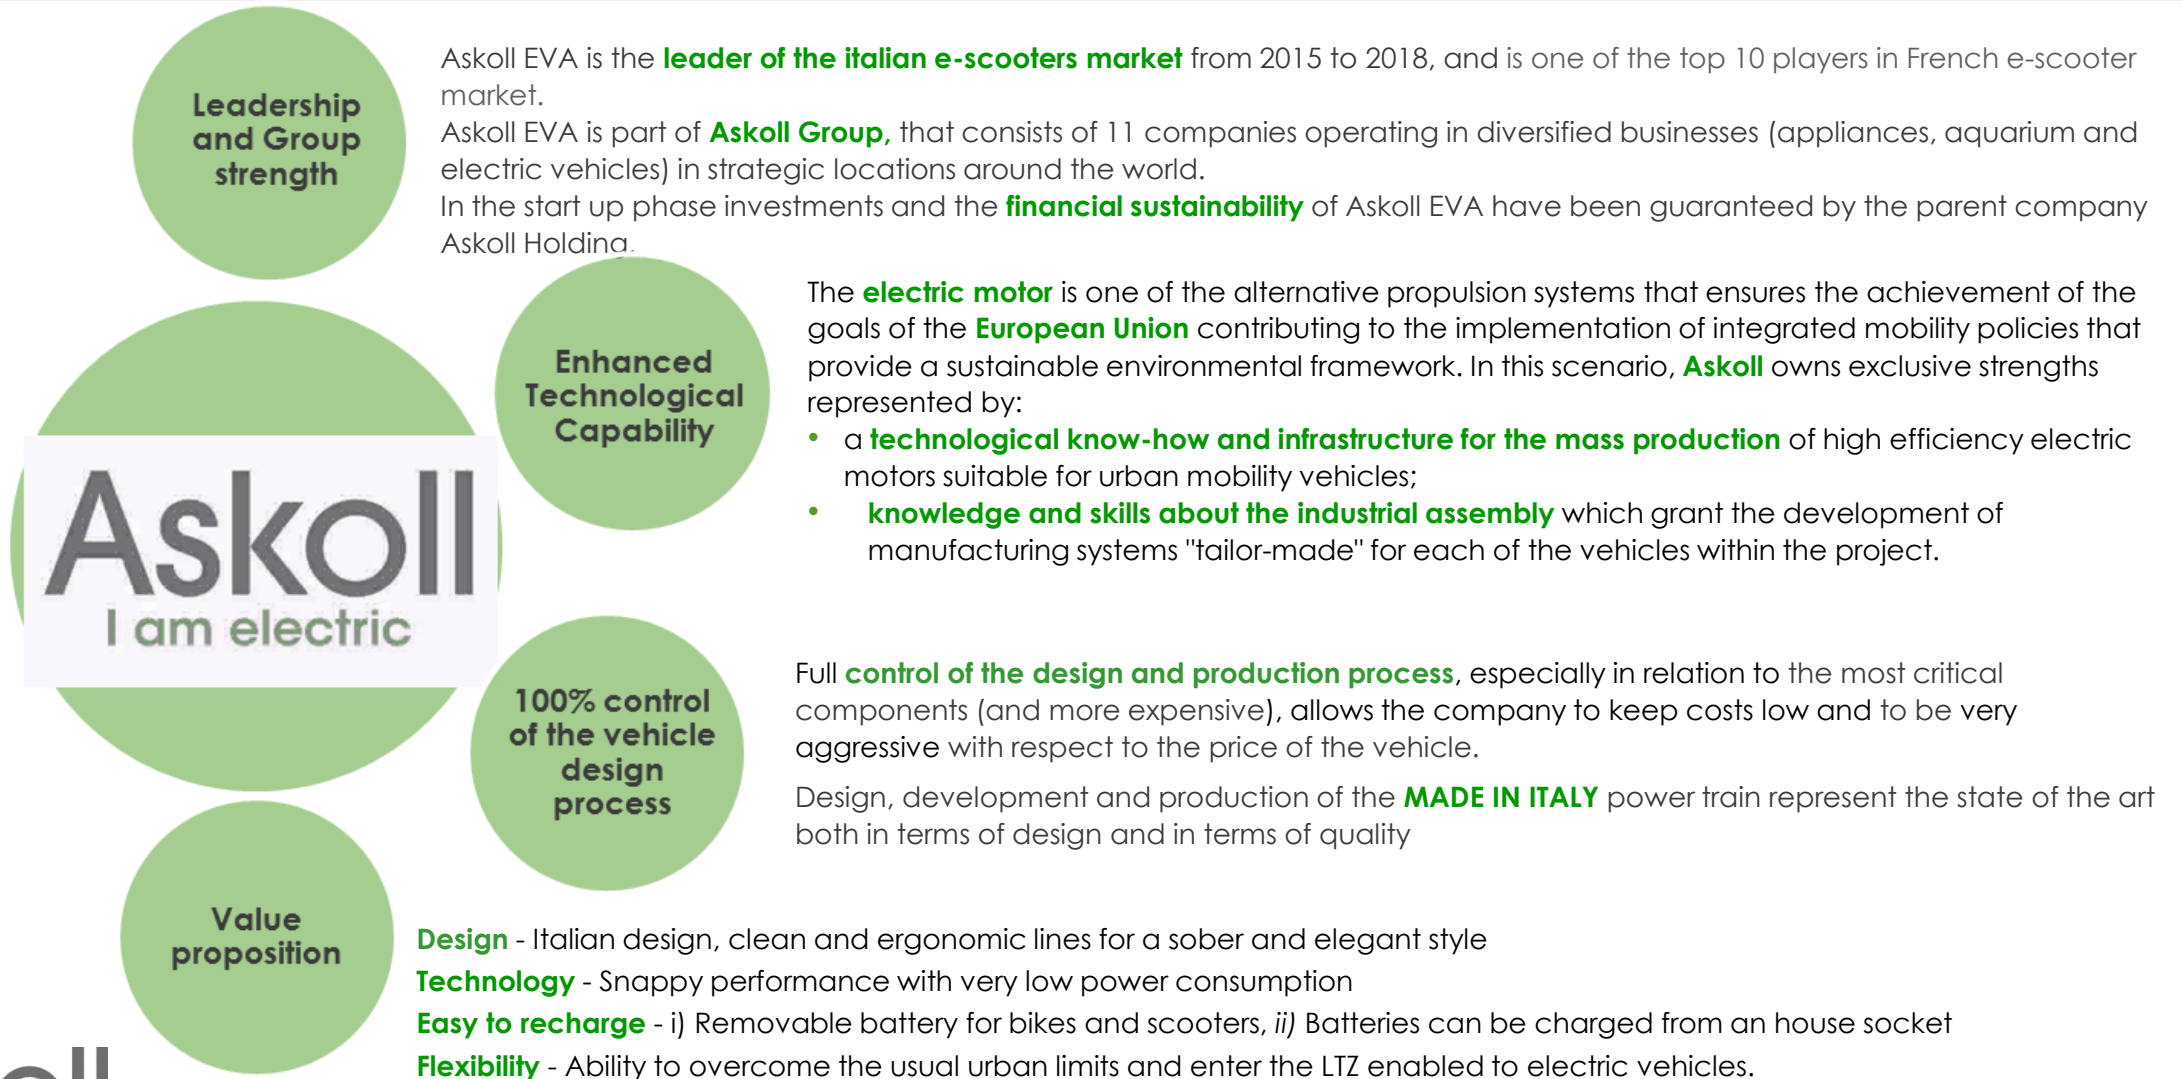 Leadership
and Group
strength
Askoll EVA is the leader of the italian e-scooters market from 2015 to 2018, and is one of the top 10 players in French e-scooter
market.
Askoll EVA is part of Askoll Group, that consists of 11 companies operating in diversified businesses (appliances, aquarium and
electric vehicles) in strategic locations around the world.
In the start up phase investments and the financial sustainability of Askoll EVA have been guaranteed by the parent company
Askoll Holding.
Enhanced
Technological
Capability
The electric motor is one of the alternative propulsion systems that ensures the achievement of the
goals of the European Union contributing to the implementation of integrated mobility policies that
provide a sustainable environmental framework. In this scenario, Askoll owns exclusive strengths
represented by:
• a technological know-how and infrastructure for the mass production of high efficiency electric
motors suitable for urban mobility vehicles;
• knowledge and skills about the industrial assembly which grant the development of
manufacturing systems "tailor-made" for each of the vehicles within the project.
Askoll
I am electric
100% control
of the vehicle
design
process
Full control of the design and production process, especially in relation to the most critical
components (and more expensive), allows the company to keep costs low and to be very
aggressive with respect to the price of the vehicle.
Design, development and production of the MADE IN ITALY power train represent the state of the art
both in terms of design and in terms of quality
Value
proposition
Design - Italian design, clean and ergonomic lines for a sober and elegant style
Technology - Snappy performance with very low power consumption
Easy to recharge - i) Removable battery for bikes and scooters, ii) Batteries can be charged from an house socket
Flexibility - Ability to overcome the usual urban limits and enter the LTZ enabled to electric vehicles.